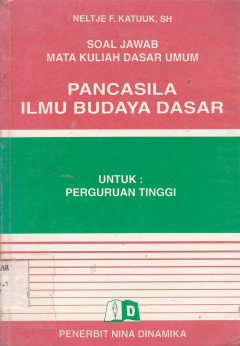 NELTJE F. KATUUK, SH
SOAL JAWAB
MATA KULIAH DASAR UMUM
PANCASILA
ILMU BUDAYA DASAR
UNTUK :
PERGURUAN TINGGI
D
PENERBIT NINA DINAMIKA